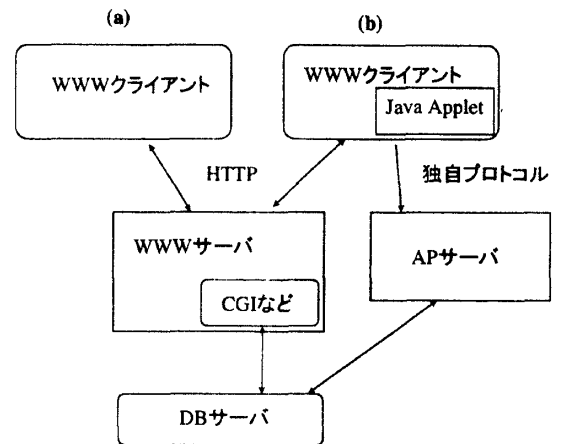 (a)
(b)
WWWクライアント
WWWクライアント
Java Applet
HTTP
独自プロトコル
WWWサーバ
APサーバ
CGIなど
DBサーバ